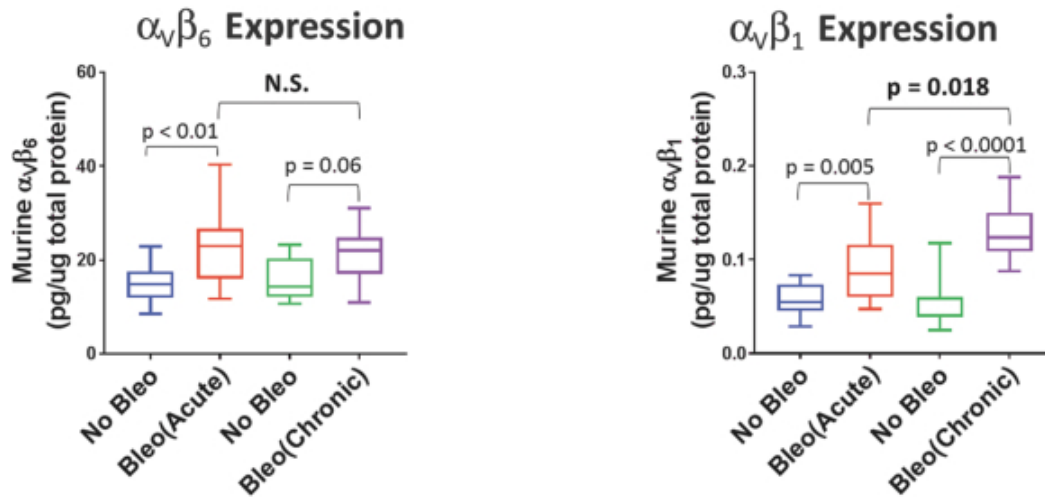 αVβ6 Expression
60
40
20
0
Murine αVβ6
(pg/ug total protein)
N.S.
p < 0.01
p = 0.06
No Bleo
Bleo(Acute)
No Bleo
Bleo(Chronic)
αVβ1 Expression
0.3
0.2
0.1
0.0
Murine αVβ1
(pg/ug total protein)
p = 0.018
p = 0.005
p < 0.0001
No Bleo
Bleo(Acute)
No Bleo
Bleo(Chronic)